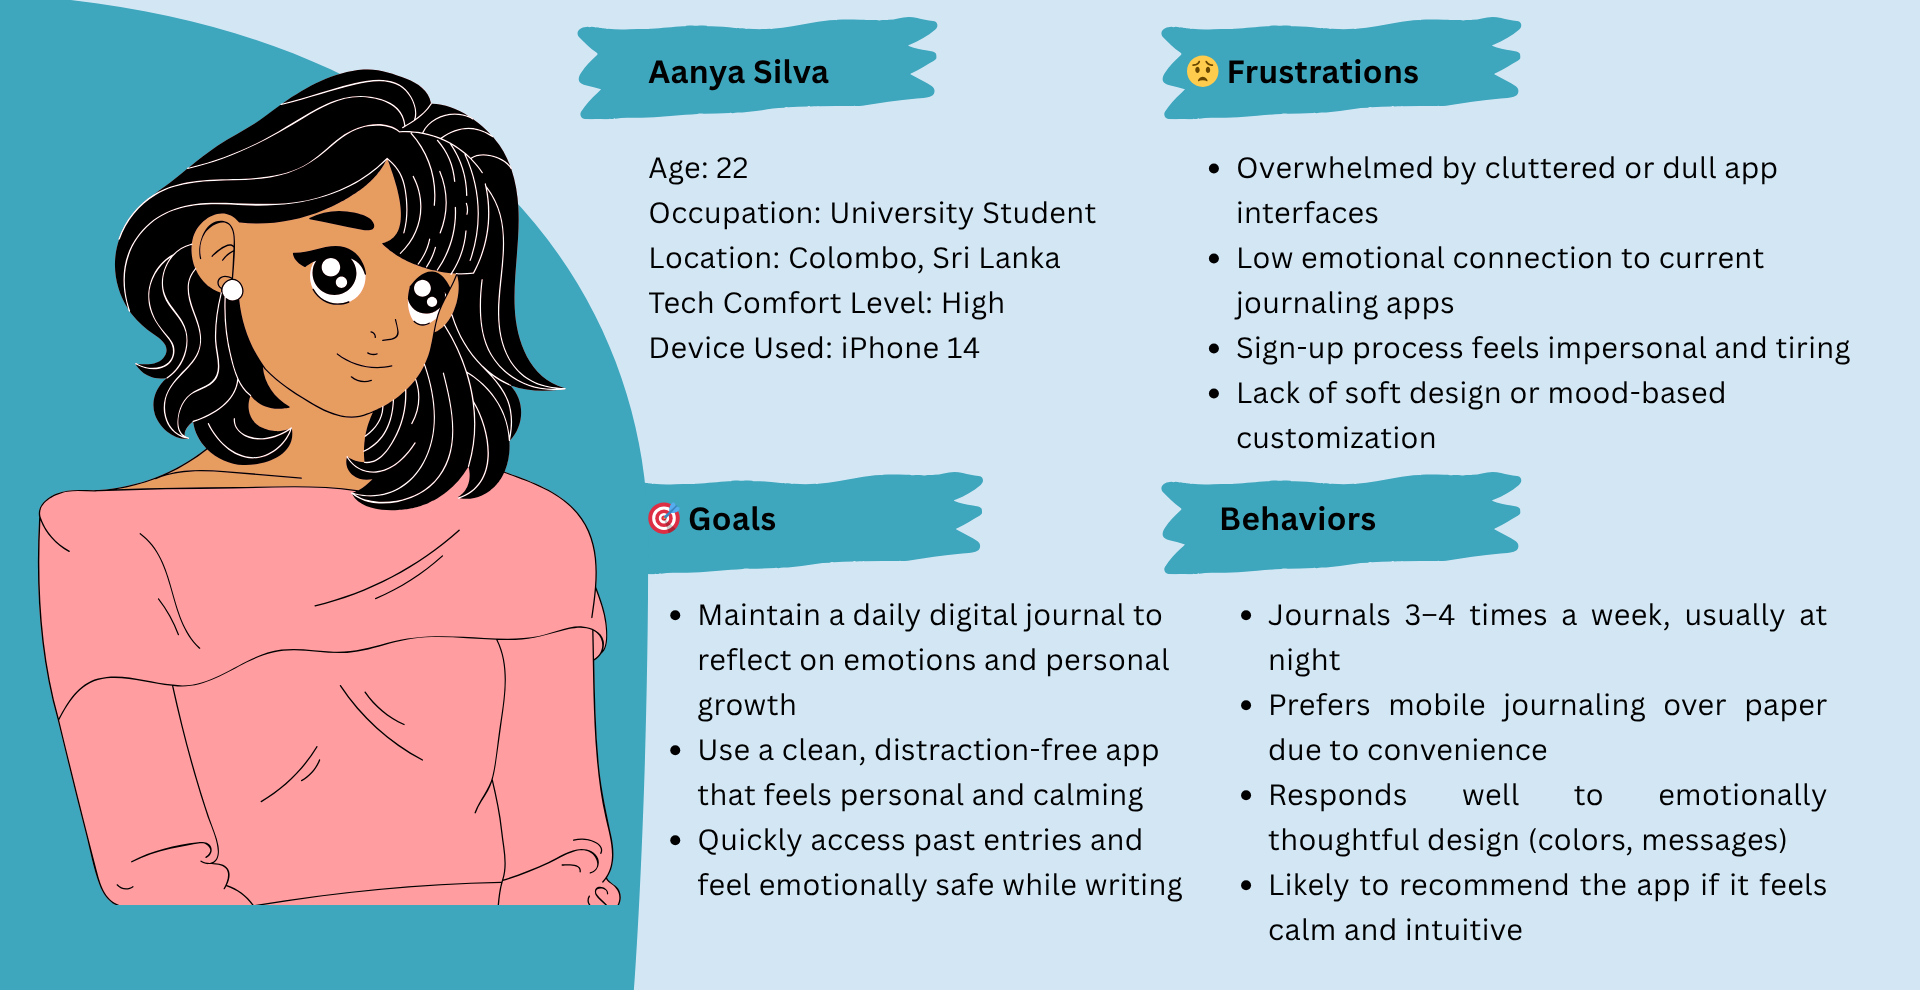 Aanya Silva
Age: 22
Occupation: University Student
Location: Colombo, Sri Lanka
Tech Comfort Level: High
Device Used: iPhone 14
😟 Frustrations
• Overwhelmed by cluttered or dull app
interfaces
• Low emotional connection to current
journaling apps
• Sign-up process feels impersonal and tiring
• Lack of soft design or mood-based
customization
🎯 Goals
• Maintain a daily digital journal to
reflect on emotions and personal
growth
• Use a clean, distraction-free app
that feels personal and calming
• Quickly access past entries and
feel emotionally safe while writing
Behaviors
• Journals 3–4 times a week, usually at
night
• Prefers mobile journaling over paper
due to convenience
• Responds well to emotionally
thoughtful design (colors, messages)
• Likely to recommend the app if it feels
calm and intuitive